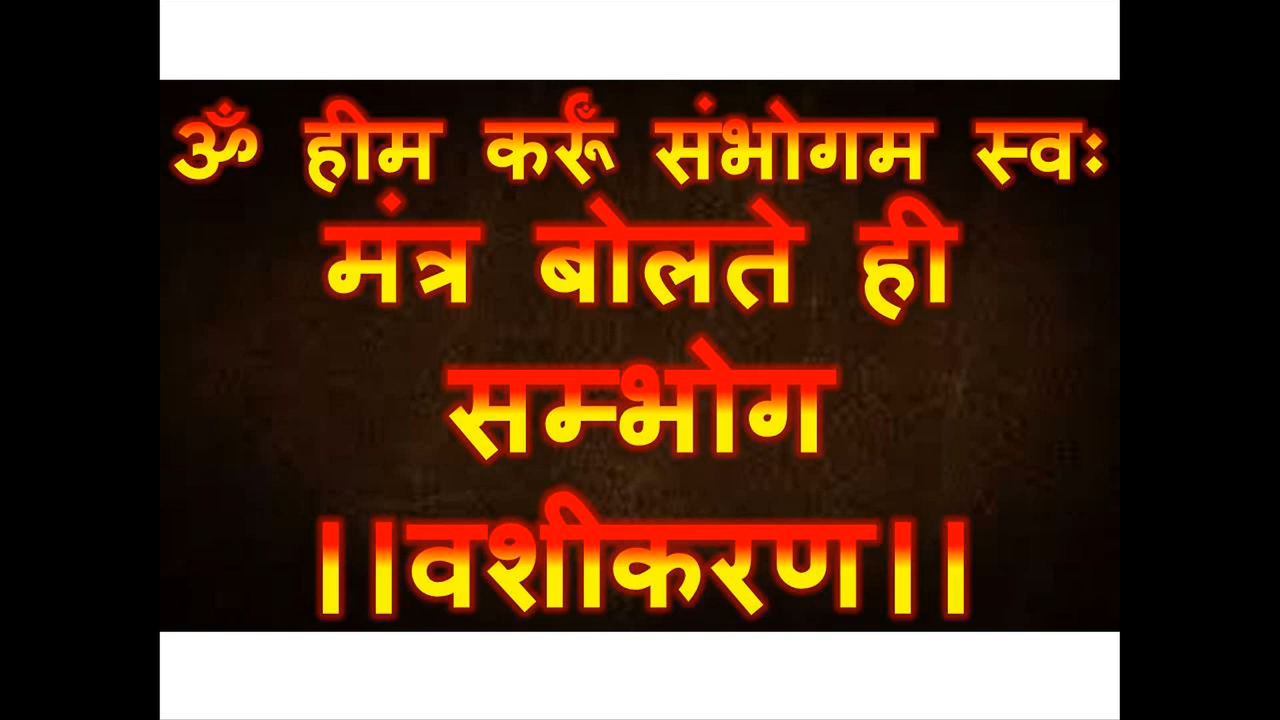 ॐ हीम करूँ संभोगम स्वः
मंत्र बोलते ही
सम्भोग
।।वशीकरण।।